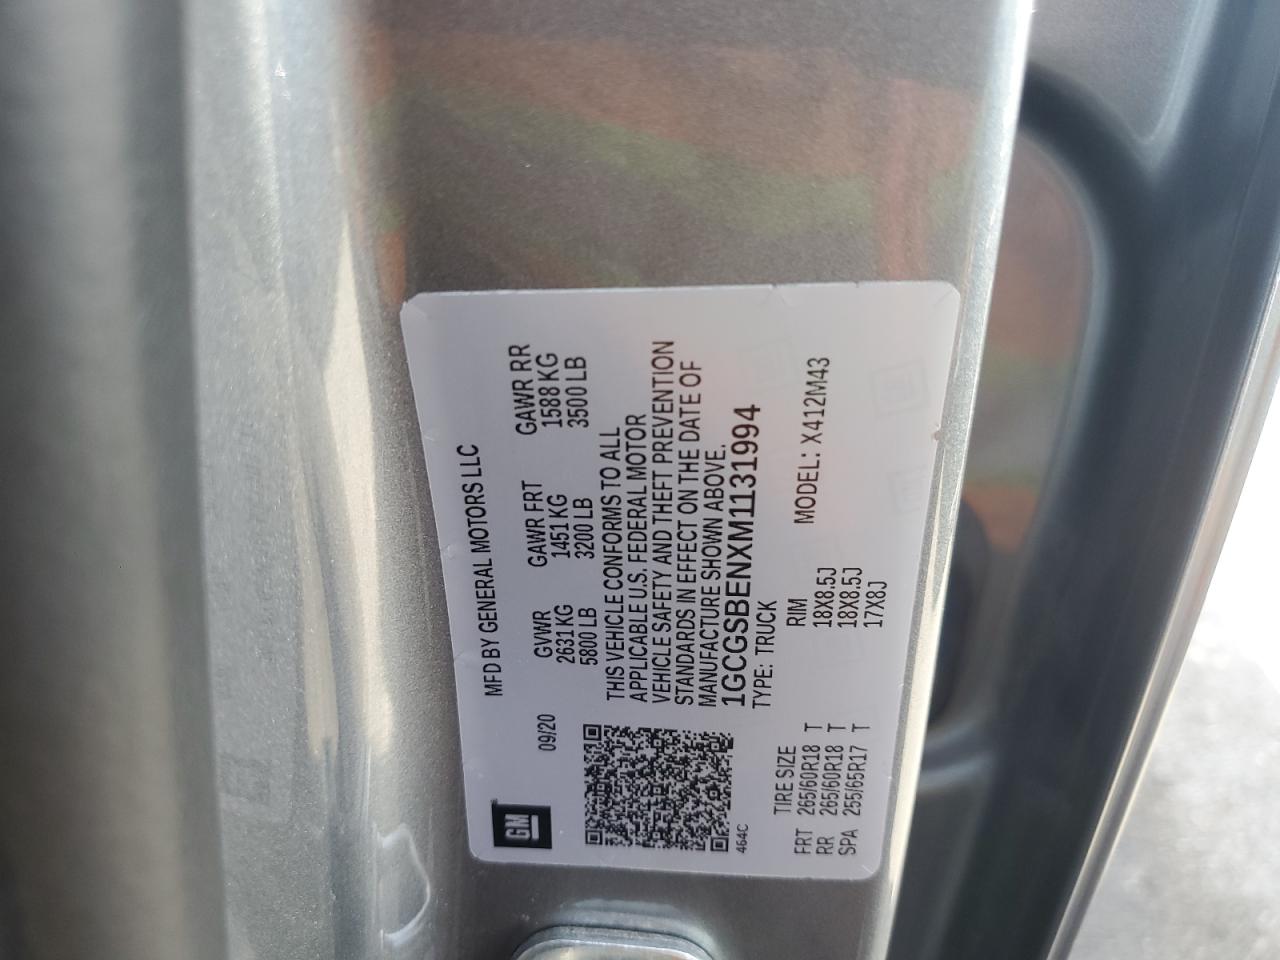 MFD BY GENERAL MOTORS LLC
GM
09/20
GVWR GAWR FRT GAWR RR
2631 KG 1451 KG 1588 KG
5800 LB 3200 LB 3500 LB
THIS VEHICLE CONFORMS TO ALL
APPLICABLE U.S. FEDERAL MOTOR
VEHICLE SAFETY AND THEFT PREVENTION
STANDARDS IN EFFECT ON THE DATE OF
MANUFACTURE SHOWN ABOVE.
1GCGSBENXM1131994
464C
TYPE: TRUCK
MODEL: X412M43
TIRE SIZE RIM
FRT 265/60R18 T 18X8.5J
RR 265/60R18 T 18X8.5J
SPA 255/65R17 T 17X8J